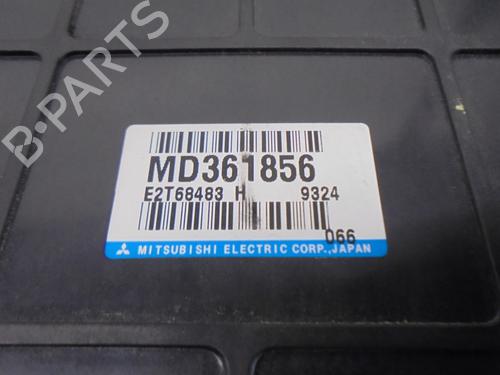 B-PARTS
MD361856
E2T68483 H 9324
066
MITSUBISHI ELECTRIC CORP., JAPAN